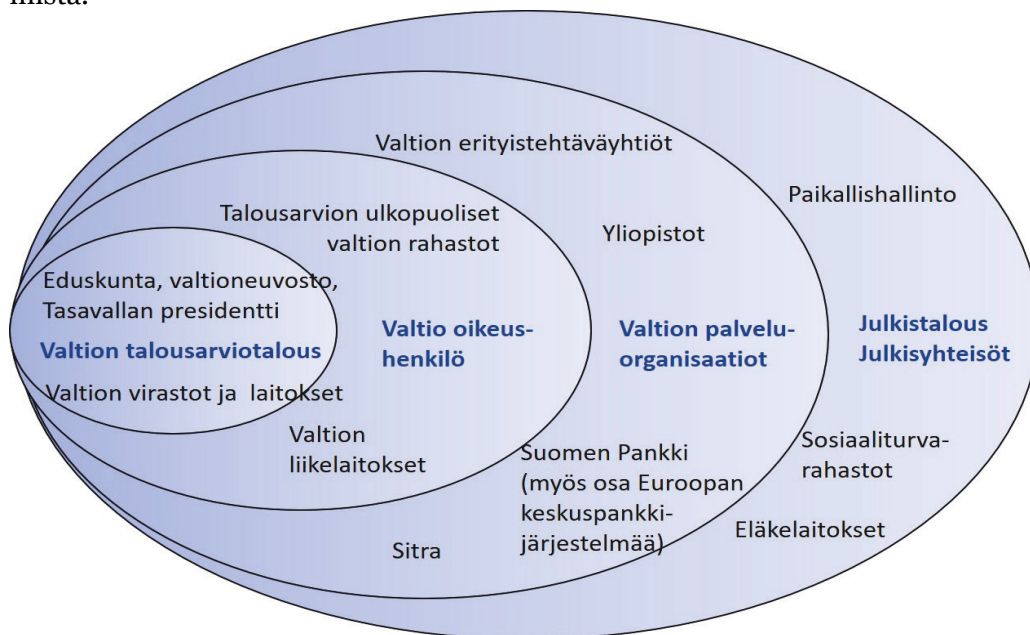 mistä.
Valtion erityistehtäväyhtiöt
Paikallishallinto
Talousarvion ulkopuoliset
valtion rahastot
Yliopistot
Eduskunta, valtioneuvosto,
Tasavallan presidentti
Valtion talousarviotalous
Valtion virastot ja laitokset
Valtio oikeus-
henkilö
Valtion palvelu-
organisaatiot
Julkistalous
Julkisyhteisöt
Valtion
liikelaitokset
Suomen Pankki
(myös osa Euroopan
keskuspankki-
järjestelmää)
Sosiaaliturva-
rahastot
Sitra
Eläkelaitokset